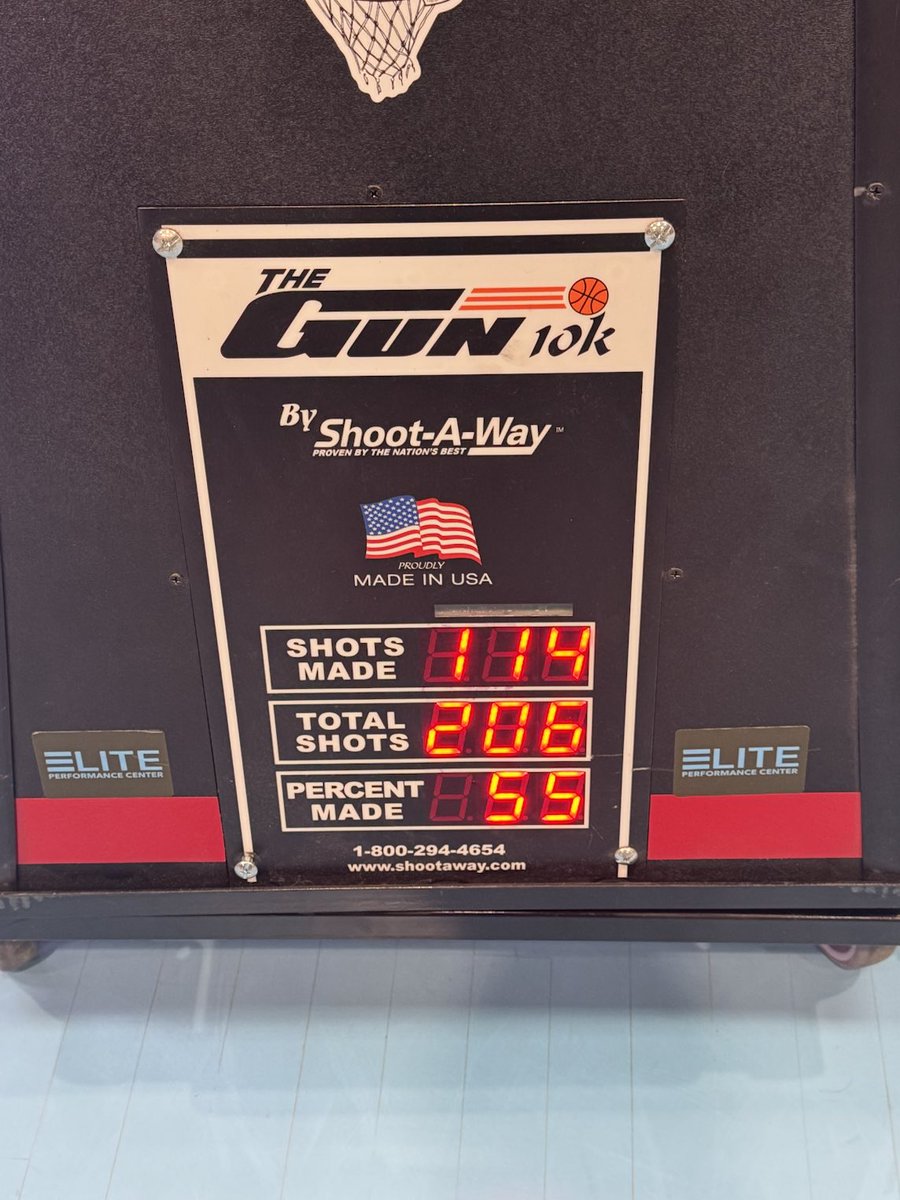 THE
GUN 10k
By Shoot-A-Way™
PROVEN BY THE NATION'S BEST
PROUDLY
MADE IN USA
SHOTS MADE 114
TOTAL SHOTS 206
PERCENT MADE 55
ELITE
PERFORMANCE CENTER
ELITE
PERFORMANCE CENTER
1-800-294-4654
www.shootaway.com